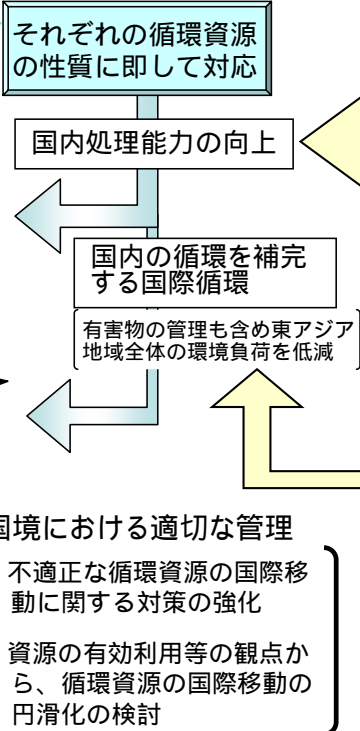 それぞれの循環資源
の性質に即して対応
国内処理能力の向上
国内の循環を補完
する国際循環
有害物の管理も含め東アジア
地域全体の環境負荷を低減
国境における適切な管理
不適正な循環資源の国際移
動に関する対策の強化
資源の有効利用等の観点か
ら、循環資源の国際移動の
円滑化の検討